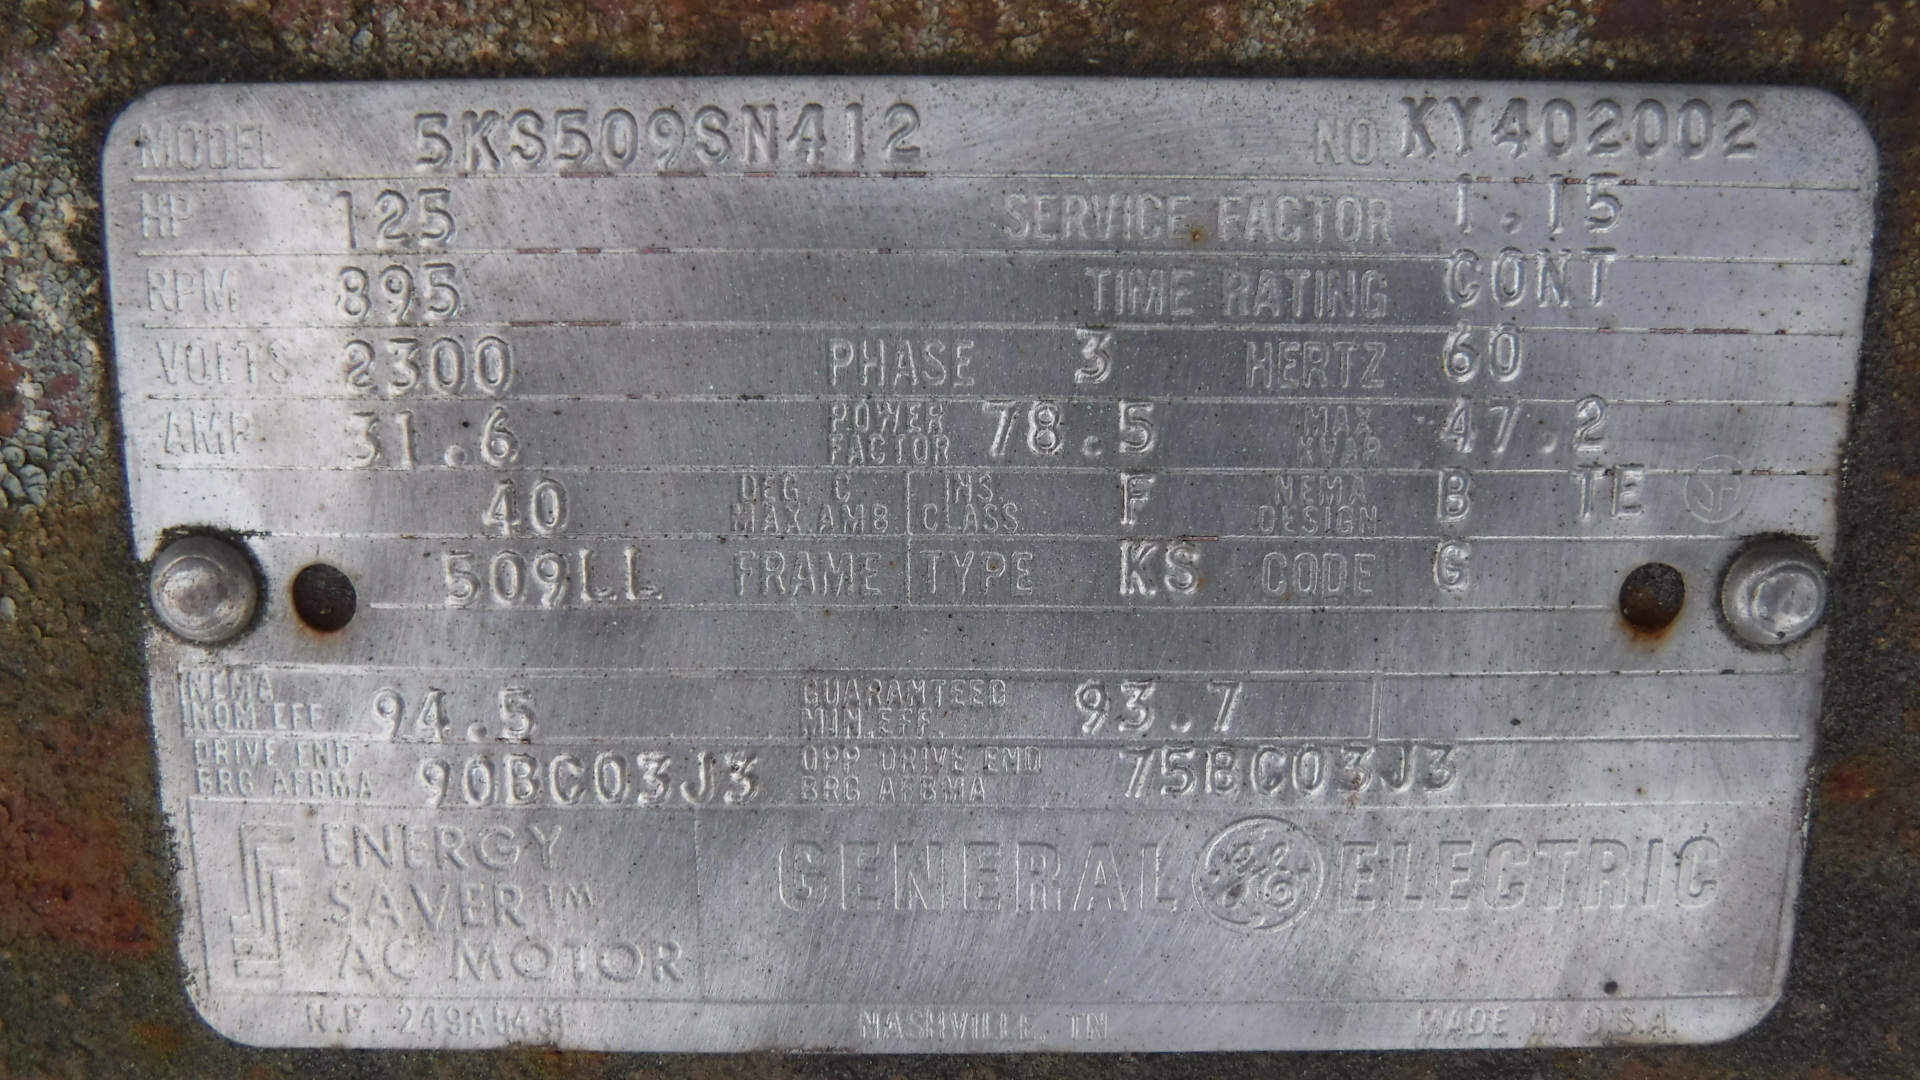 MODEL 5KS509SN412 NO. KY402002
HP 125 SERVICE FACTOR 1.15
RPM 895 TIME RATING CONT
VOLTS 2300 PHASE 3 HERTZ 60
AMP 31.6 POWER FACTOR 78.5 MAX KVAR 47.2
40 DEG. C MAX. AMB INS. CLASS F NEMA DESIGN B TE
509LL FRAME TYPE KS CODE G
NEMA NOM. EFF. 94.5 GUARANTEED MIN. EFF. 93.7
DRIVE END BRG AFBMA 90BC03J3 OPP DRIVE END BRG AFBMA 75BC03J3
ENERGY
SAVER™
AC MOTOR
GENERAL GE ELECTRIC
N.P. NASHVILLE, TN. MADE IN U.S.A.